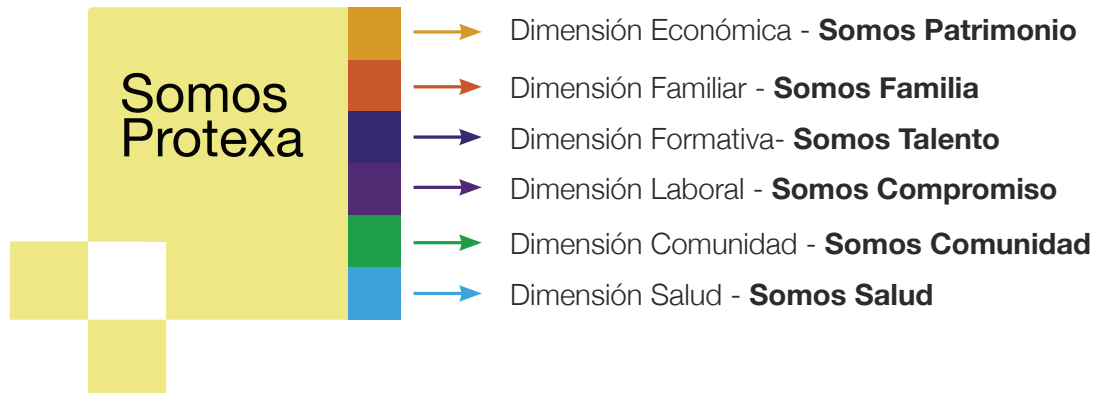 Somos
Protexa
Dimensión Económica - Somos Patrimonio
Dimensión Familiar - Somos Familia
Dimensión Formativa- Somos Talento
Dimensión Laboral - Somos Compromiso
Dimensión Comunidad - Somos Comunidad
Dimensión Salud - Somos Salud